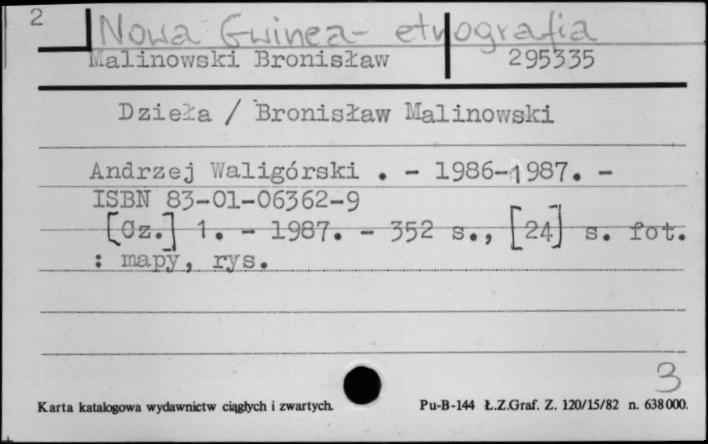 2
Nowa Gwinea - etnografia
Malinowski Bronisław 295335
Dzieła / Bronisław Malinowski
Andrzej Waligórski . - 1986-1987. -
ISBN 83-01-06362-9
[Cz.] 1. - 1987. - 352 s., [24] s. fot.
: mapy, rys.
3
Karta katalogowa wydawnictw ciągłych i zwartych. Pu-B-144 Ł.Z.Graf. Z. 120/15/82 n. 638000.